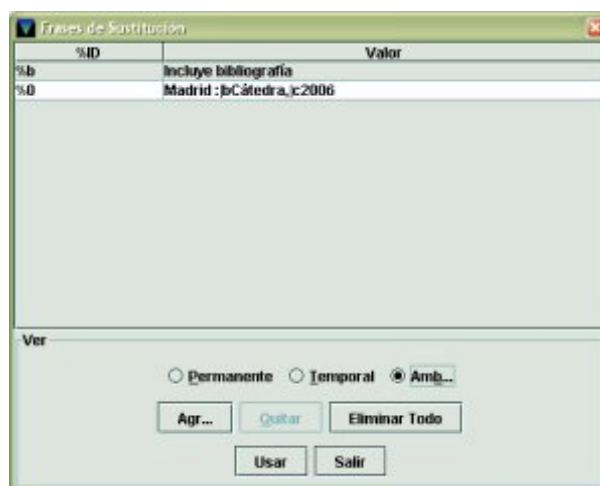 Frases de Sustitución
%ID Valor
%b Incluye bibliografía
%0 Madrid :|bCátedra,|c2006
Ver
Permanente Temporal Amb...
Agr... Quitar Eliminar Todo
Usar Salir